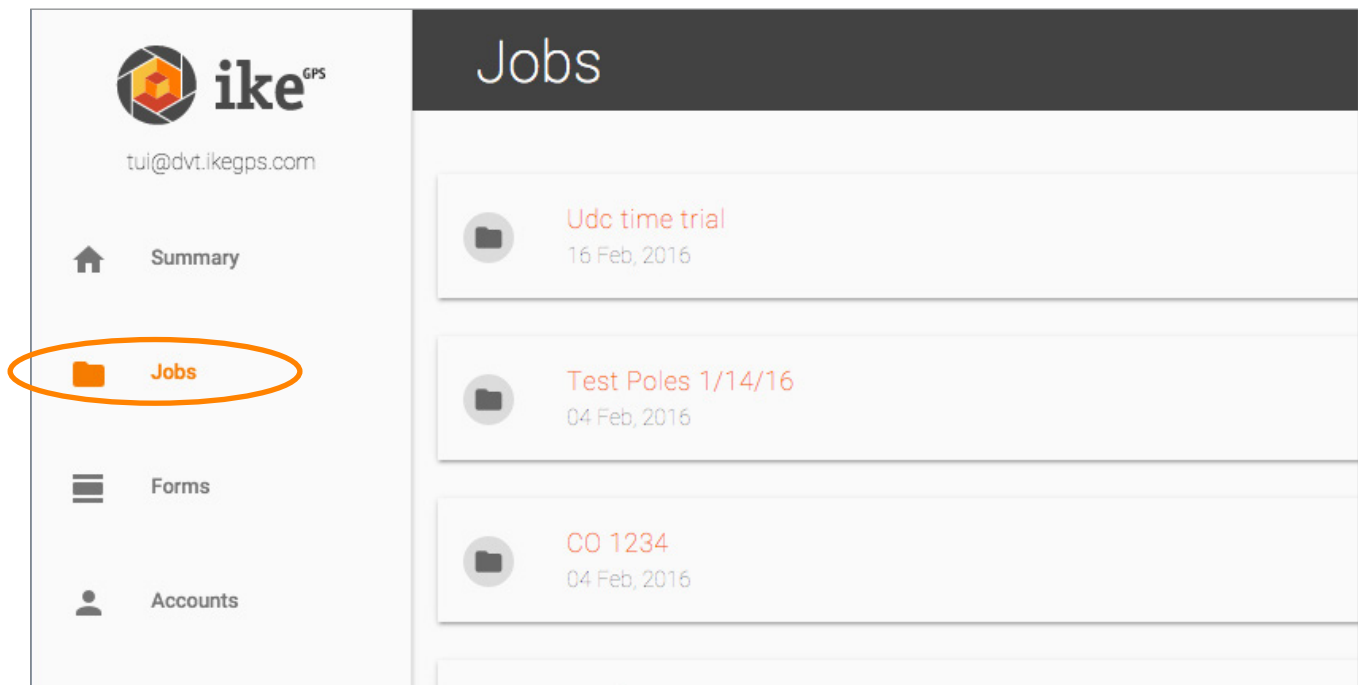 ike GPS
tui@dvt.ikegps.com
Summary
Jobs
Forms
Accounts
Jobs
Udc time trial
16 Feb, 2016
Test Poles 1/14/16
04 Feb, 2016
CO 1234
04 Feb, 2016